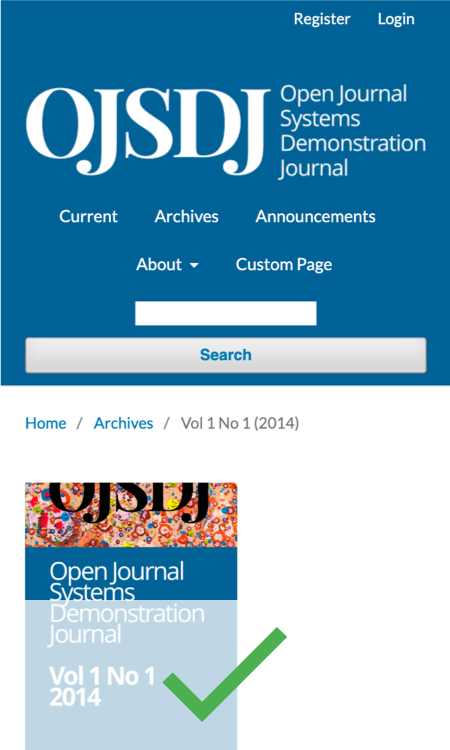 Register Login
OJSDJ
Open Journal
Systems
Demonstration
Journal
Current Archives Announcements
About Custom Page
Search
Home / Archives / Vol 1 No 1 (2014)
OJSDJ
Open Journal
Systems
Demonstration
Journal
Vol 1 No 1
2014